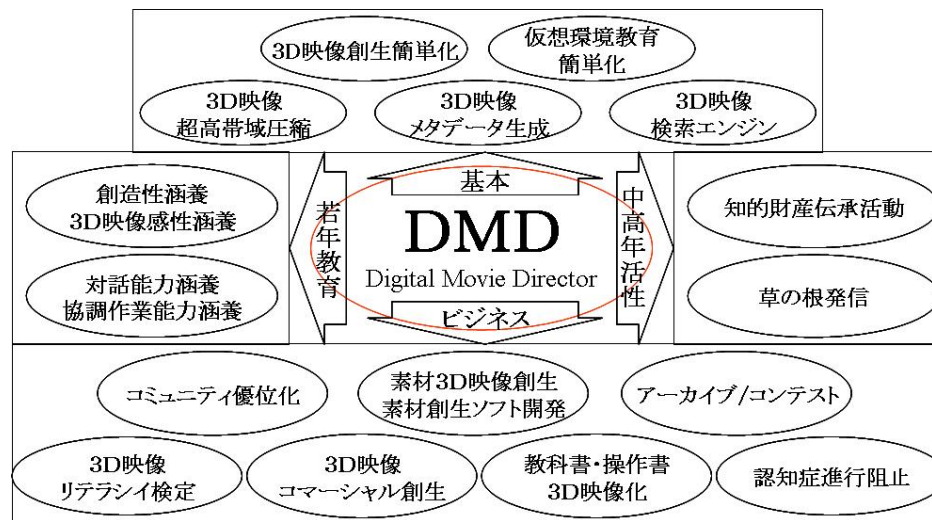 3D映像創生簡単化
仮想環境教育
簡単化
3D映像
超高帯域圧縮
3D映像
メタデータ生成
3D映像
検索エンジン
創造性涵養
3D映像感性涵養
対話能力涵養
協調作業能力涵養
若年教育
基本
DMD
Digital Movie Director
ビジネス
中高年活性
知的財産伝承活動
草の根発信
コミュニティ優位化
素材3D映像創生
素材創生ソフト開発
アーカイブ/コンテスト
3D映像
リテラシイ検定
3D映像
コマーシャル創生
教科書・操作書
3D映像化
認知症進行阻止